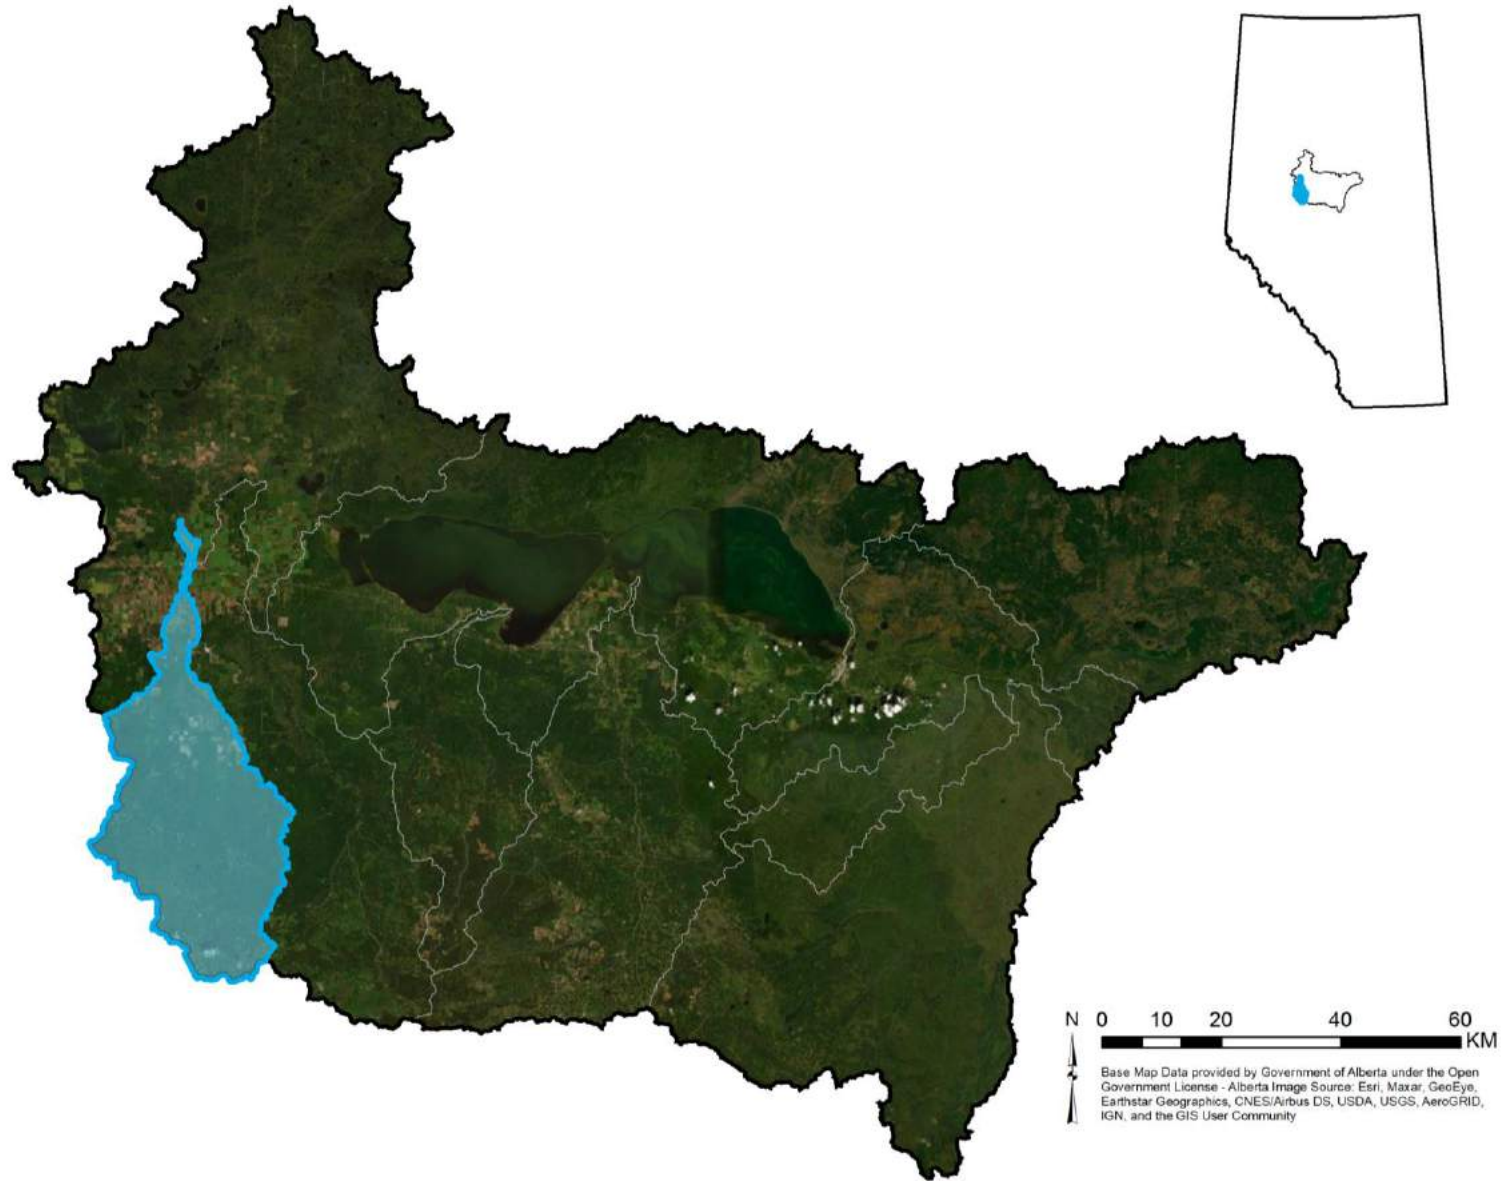 N 0 10 20 40 60
KM
Base Map Data provided by Government of Alberta under the Open
Government License - Alberta Image Source: Esri, Maxar, GeoEye,
Earthstar Geographics, CNES/Airbus DS, USDA, USGS, AeroGRID,
IGN, and the GIS User Community